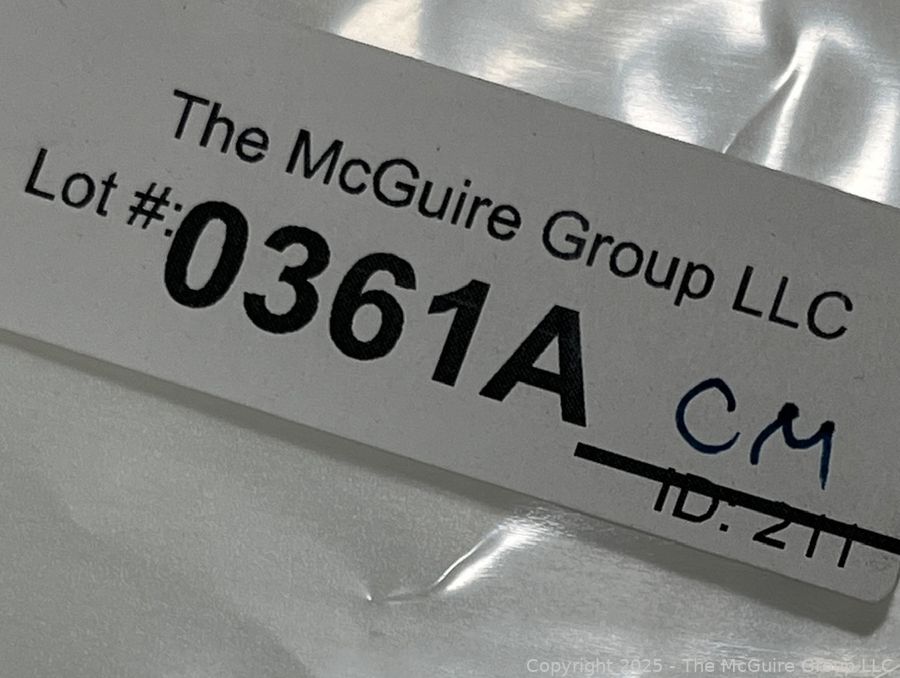 The McGuire Group LLC
Lot #:0361A
CM
ID: 211
Copyright 2025 - The McGuire Group LLC